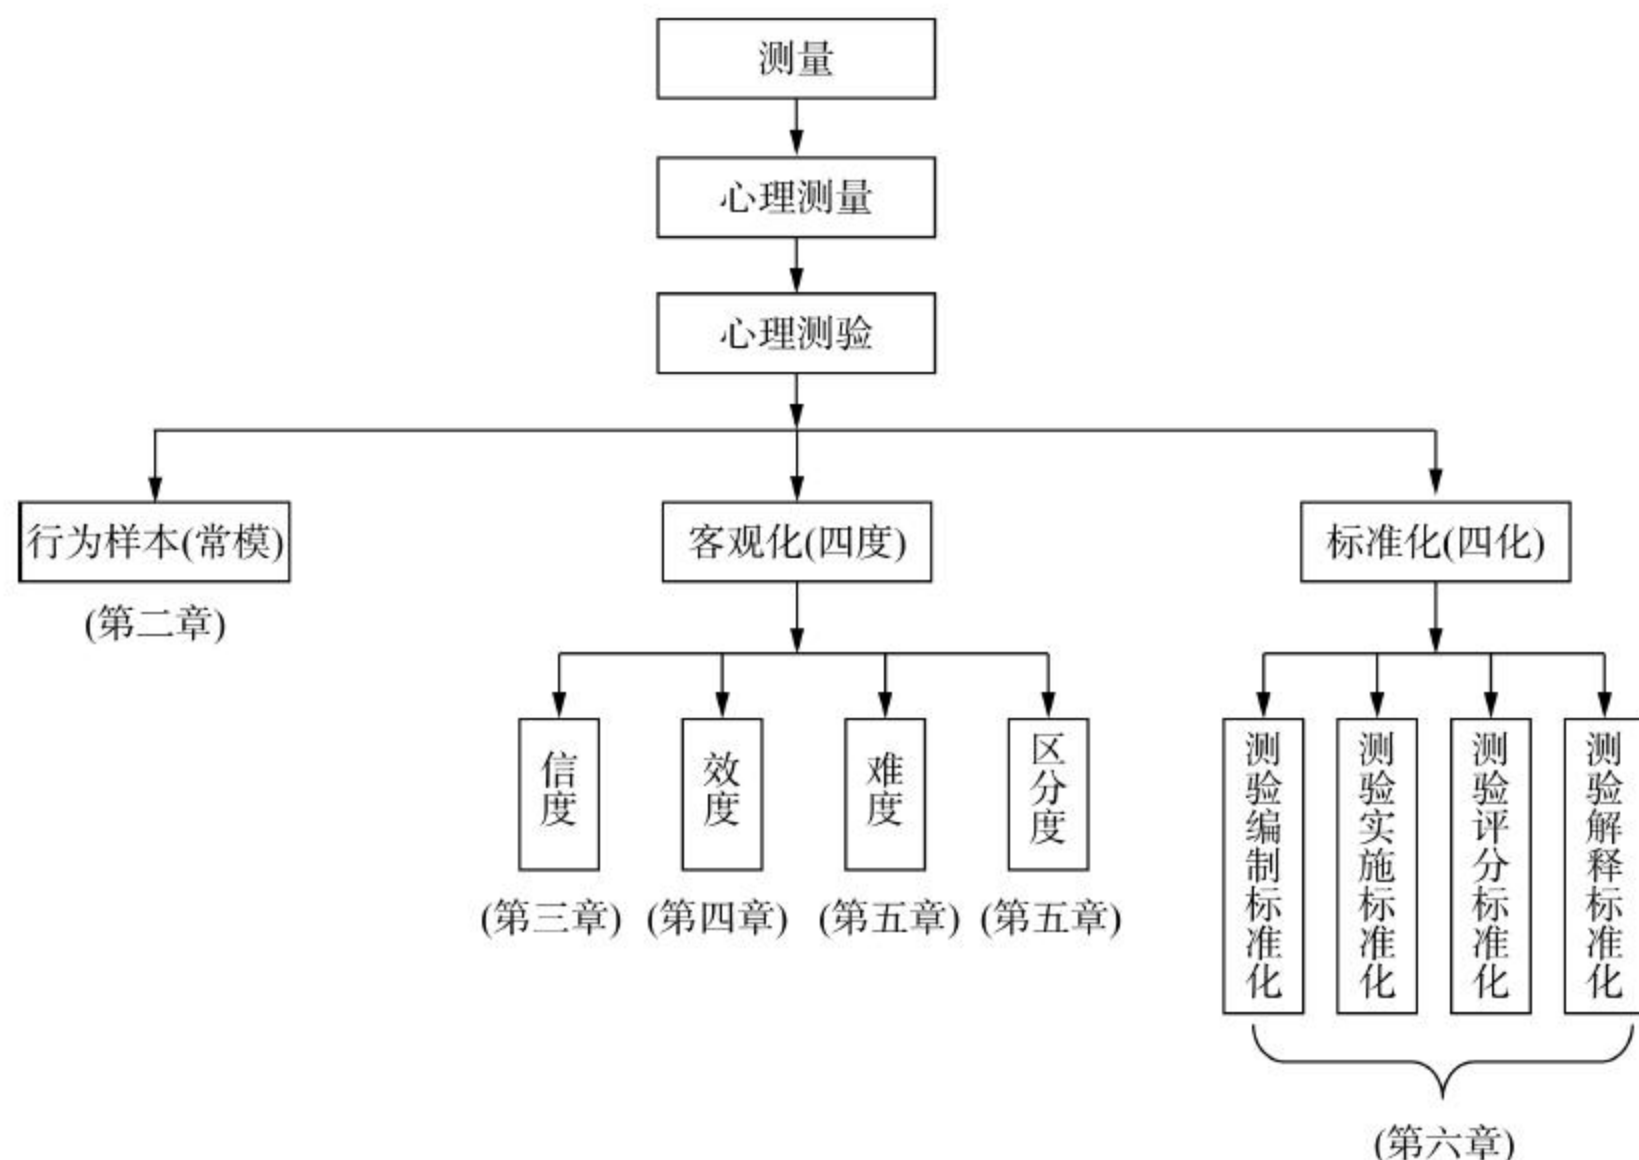 测量
心理测量
心理测验
行为样本(常模)
客观化(四度)
标准化(四化)
(第二章)
信度
效度
难度
区分度
测验编制标准化
测验实施标准化
测验评分标准化
测验解释标准化
(第三章)
(第四章)
(第五章)
(第五章)
(第六章)